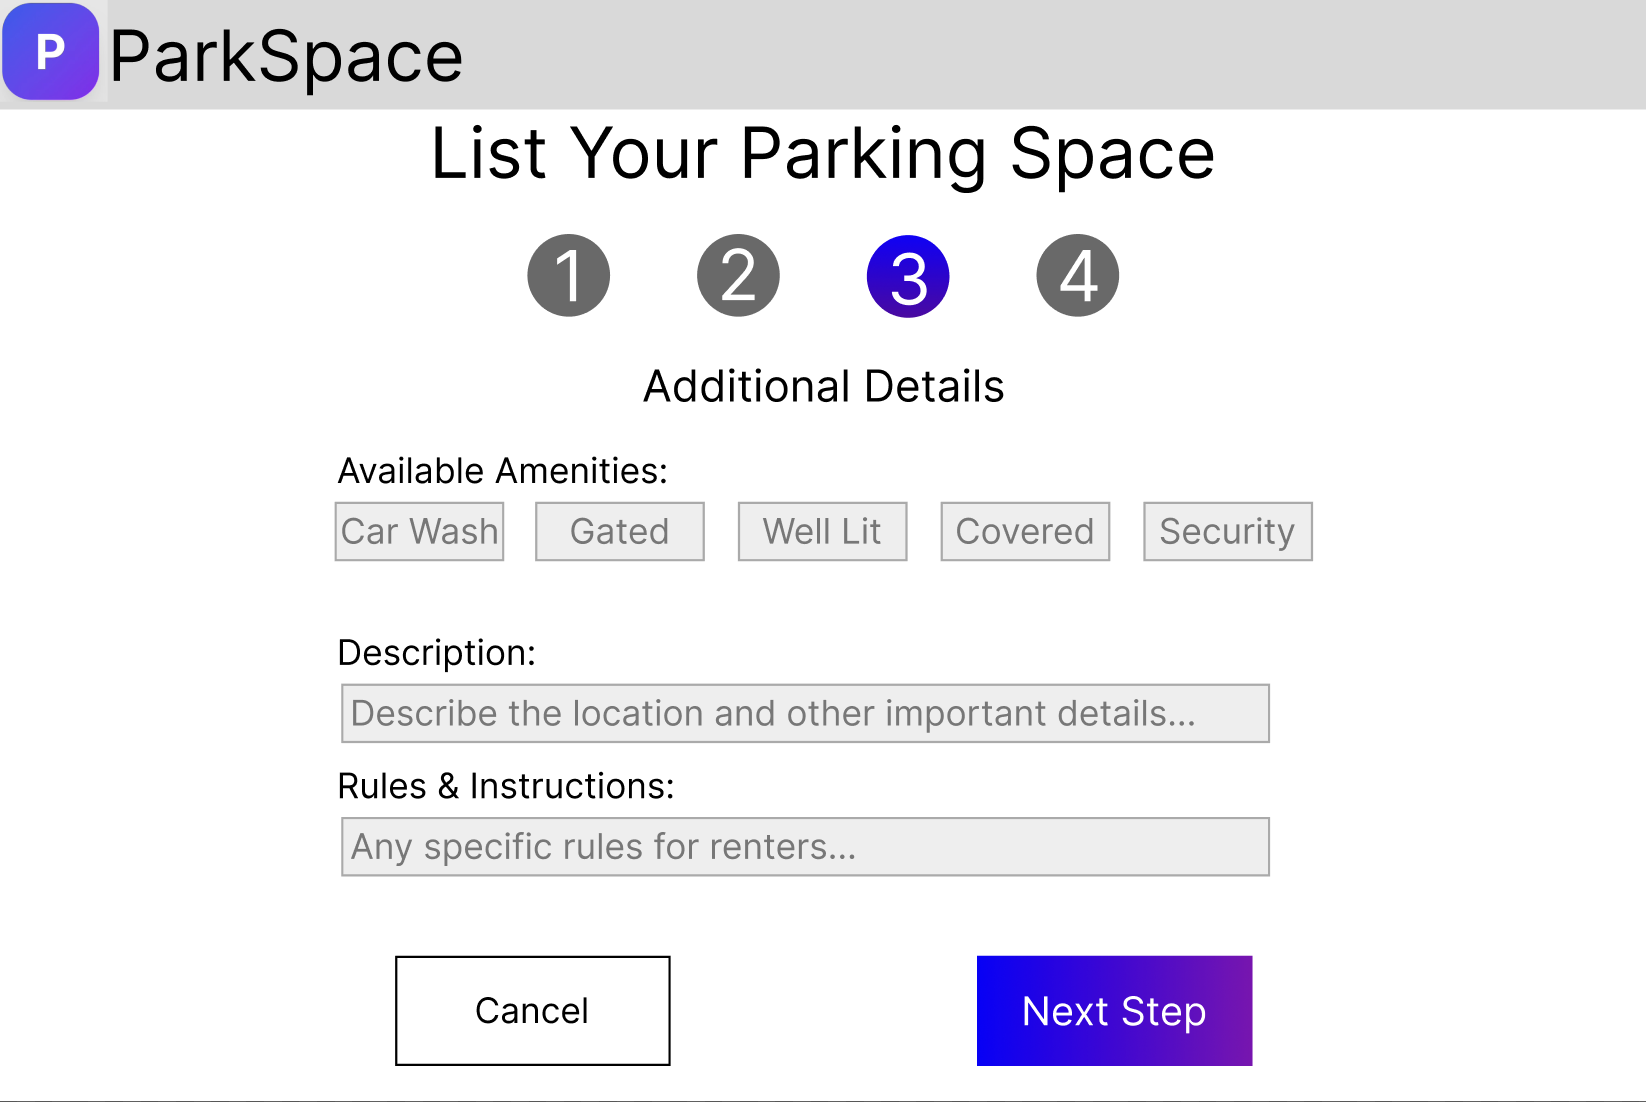 P ParkSpace
List Your Parking Space
1 2 3 4
Additional Details
Available Amenities:
Car Wash Gated Well Lit Covered Security
Description:
Describe the location and other important details...
Rules & Instructions:
Any specific rules for renters...
Cancel Next Step